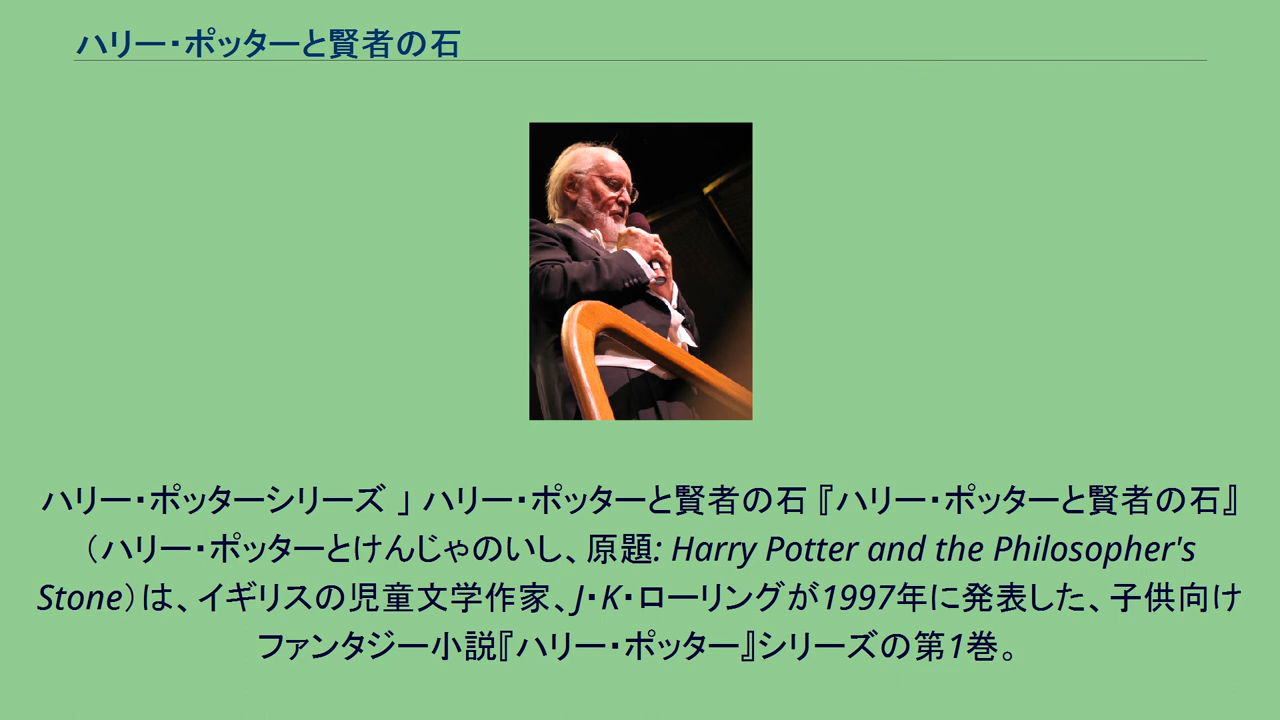 ハリー・ポッターと賢者の石
ハリー・ポッターシリーズ 」 ハリー・ポッターと賢者の石 『ハリー・ポッターと賢者の石』
（ハリー・ポッターとけんじゃのいし、原題: Harry Potter and the Philosopher's
Stone）は、イギリスの児童文学作家、J・K・ローリングが1997年に発表した、子供向け
ファンタジー小説『ハリー・ポッター』シリーズの第1巻。